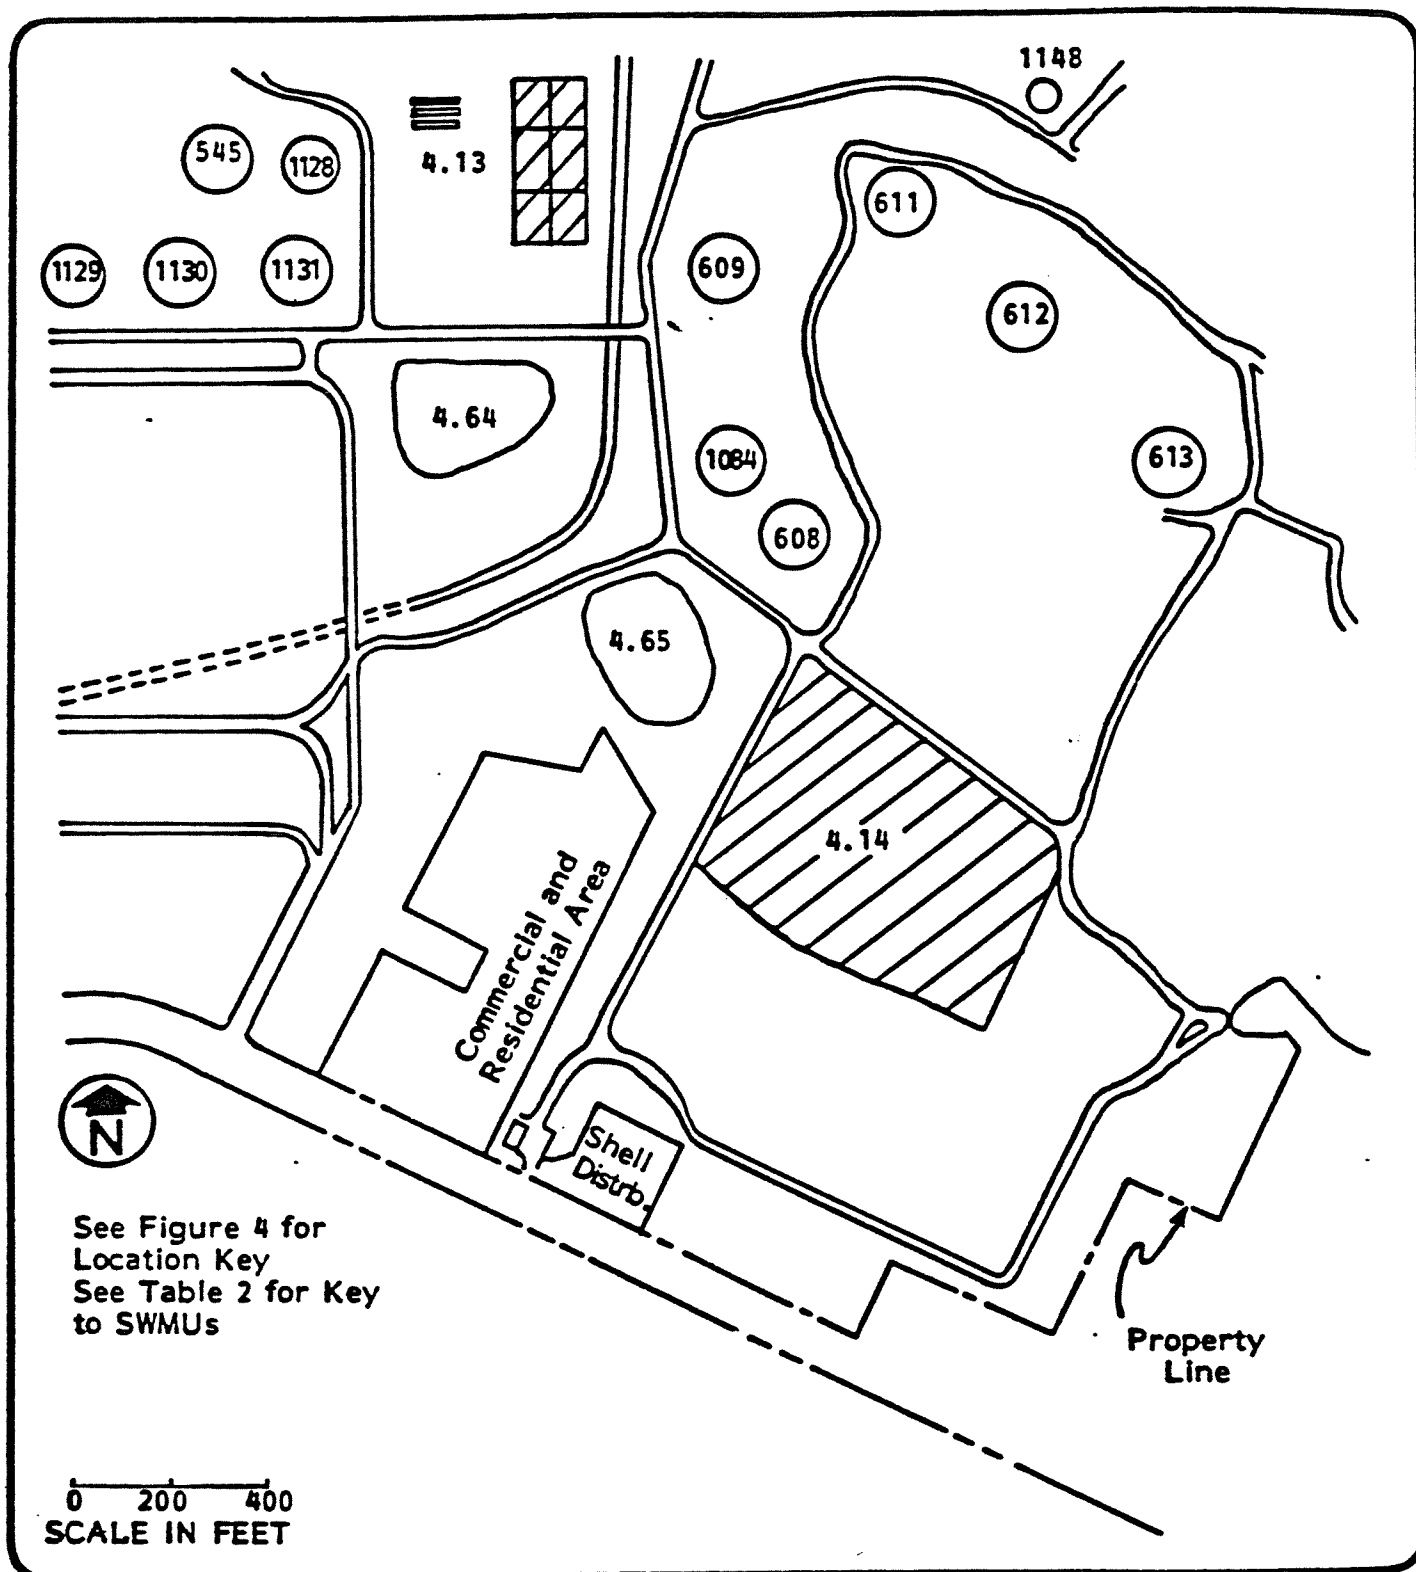 1148
545
1128
4.13
611
1129
1130
1131
609
612
4.64
1084
613
608
4.65
4.14
Commercial and
Residential Area
N
Shell
Distrb.
See Figure 4 for
Location Key
See Table 2 for Key
to SWMUs
Property
Line
0 200 400
SCALE IN FEET